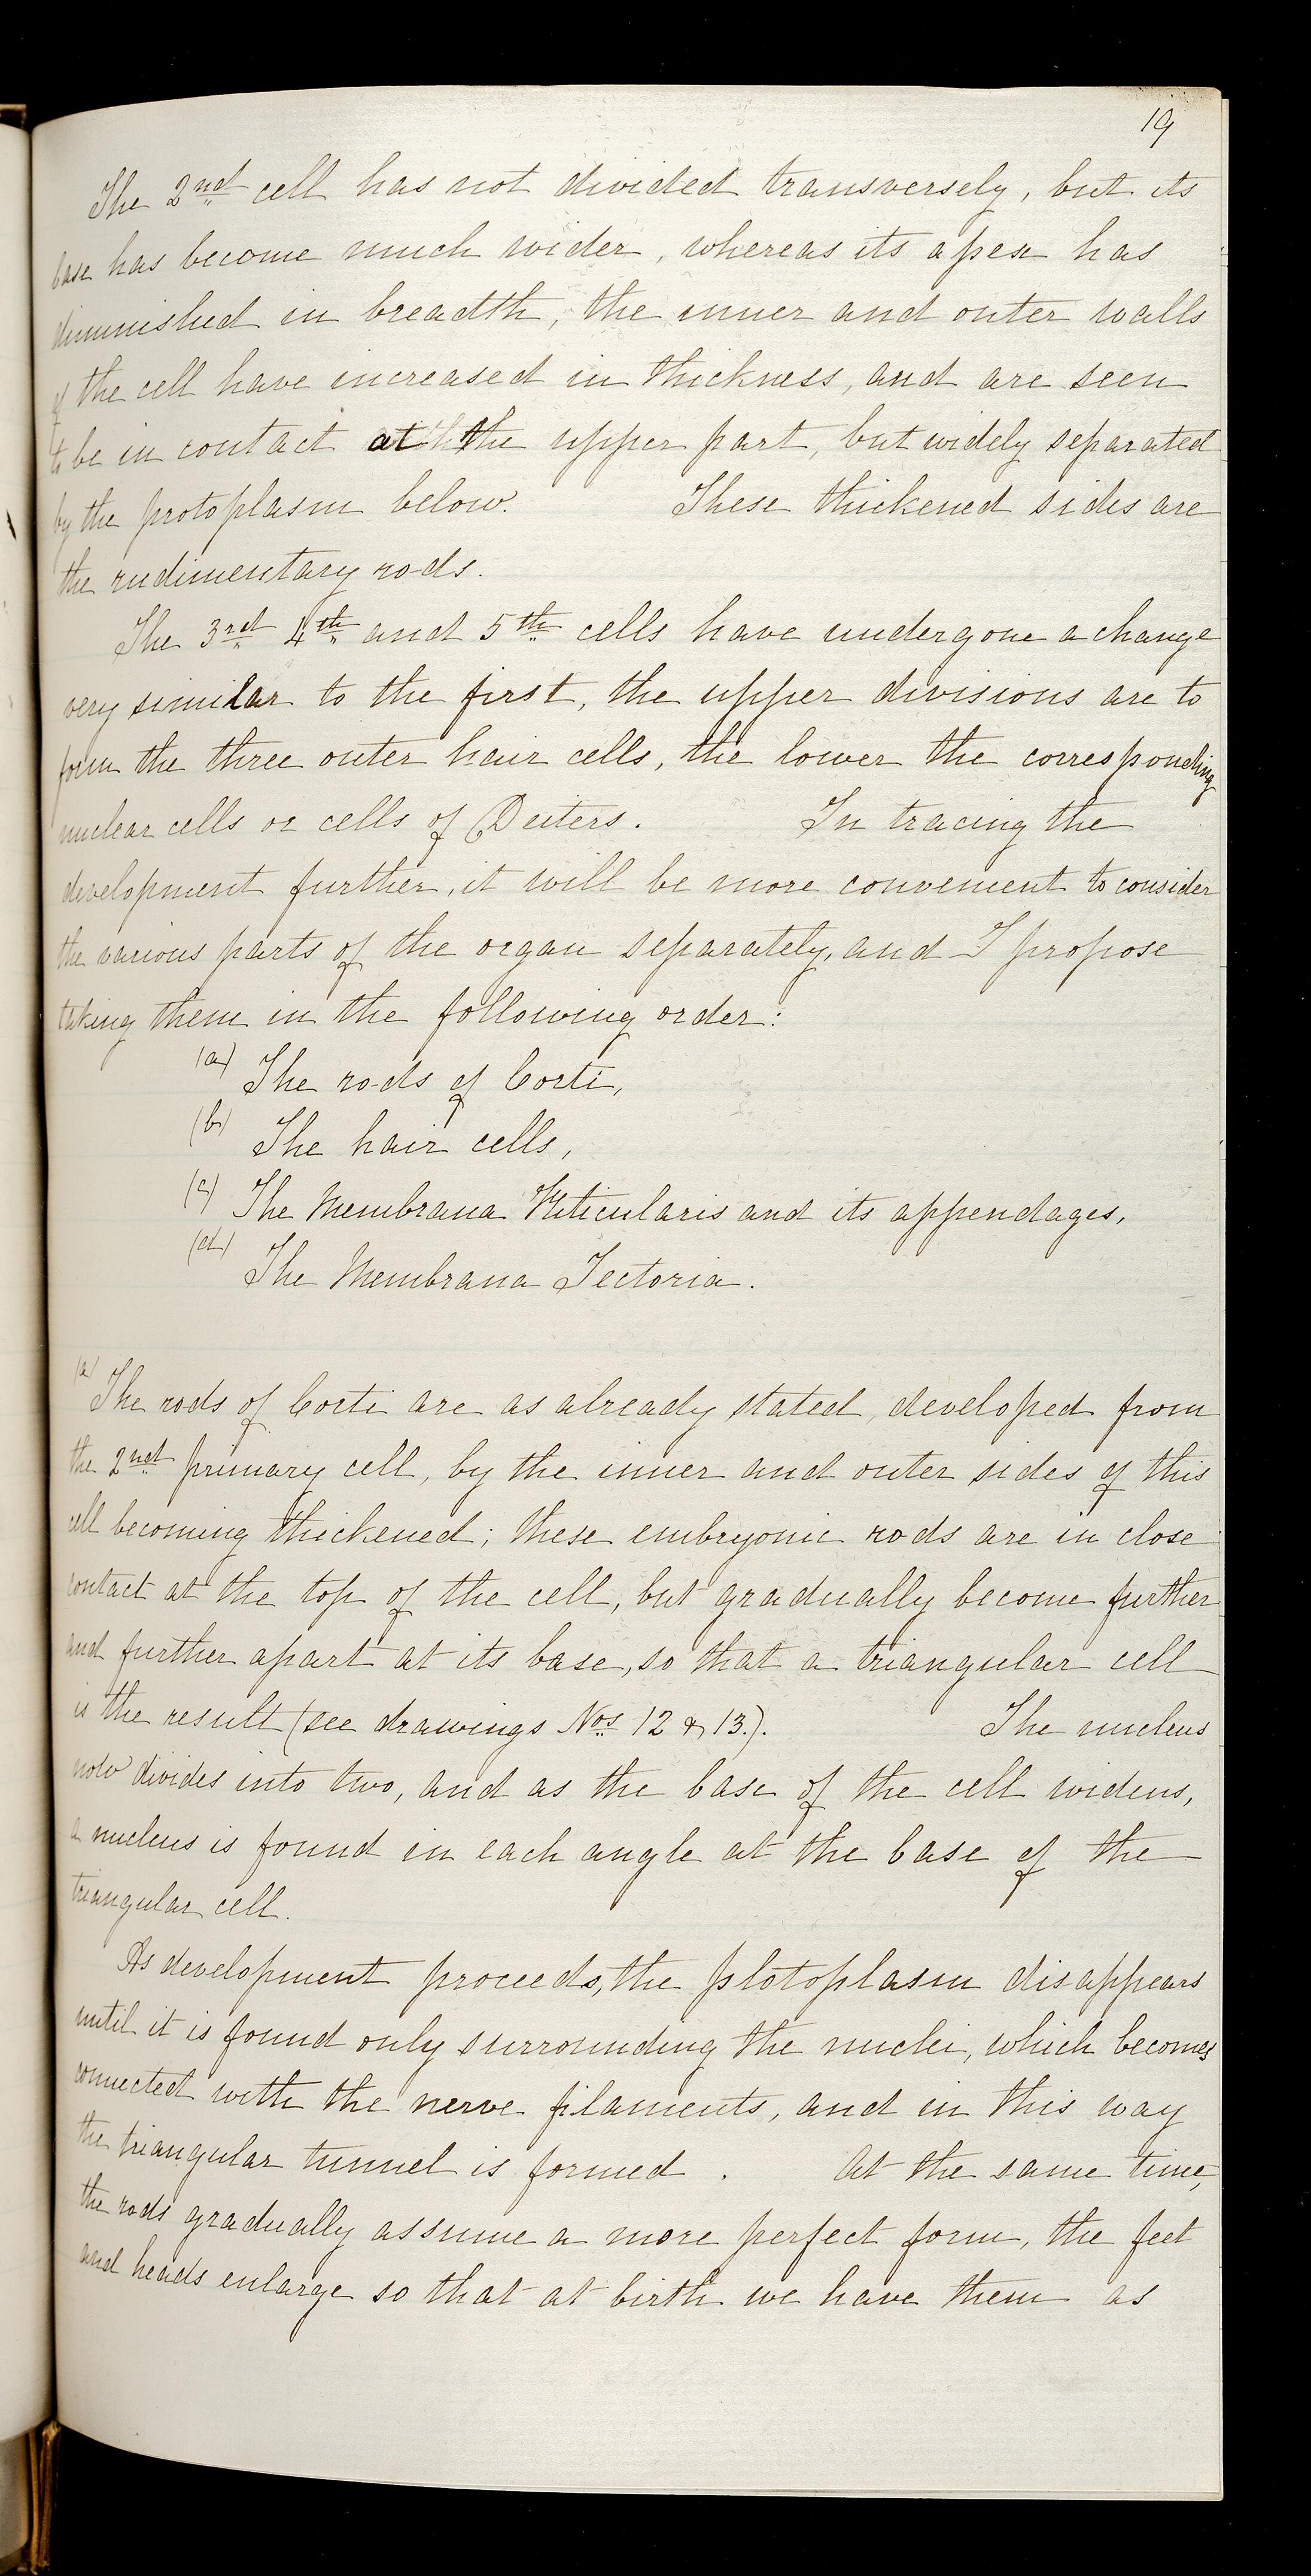 19
The 2nd cell has not divided transversely, but its
base has become much wider, whereas its apex has
diminished in breadth, the inner and outer walls
of the cell have increased in thickness, and are seen
to be in contact at the upper part, but widely separated
by the protoplasm below. These thickened sides are
the rudimentary rods.
The 3rd 4th and 5th cells have undergone a change
very similar to the first, the upper divisions are to
form the three outer hair cells, the lower the corresponding
nuclear cells or cells of Deiters. In tracing the
development further, it will be more convenient to consider
the various parts of the organ separately, and I propose
taking them in the following order:
(a) The rods of Corti,
(b) The hair cells,
(c) The Membrana Reticularis and its appendages,
(d) The Membrana Tectoria.
(a) The rods of Corti are as already stated, developed from
the 2nd primary cell, by the inner and outer sides of this
cell becoming thickened; these embryonic rods are in close
contact at the top of the cell, but gradually become further
and further apart at its base, so that a triangular cell
is the result (see drawings Nos 12 & 13.). The nucleus
now divides into two, and as the base of the cell widens,
a nucleus is found in each angle at the base of the
triangular cell.
As development proceeds, the plotoplasm disappears
until it is found only surrounding the nuclei, which becomes
connected with the nerve filaments, and in this way
the triangular tunnel is formed. At the same time,
the rods gradually assume a more perfect form, the feet
and heads enlarge so that at birth we have them as